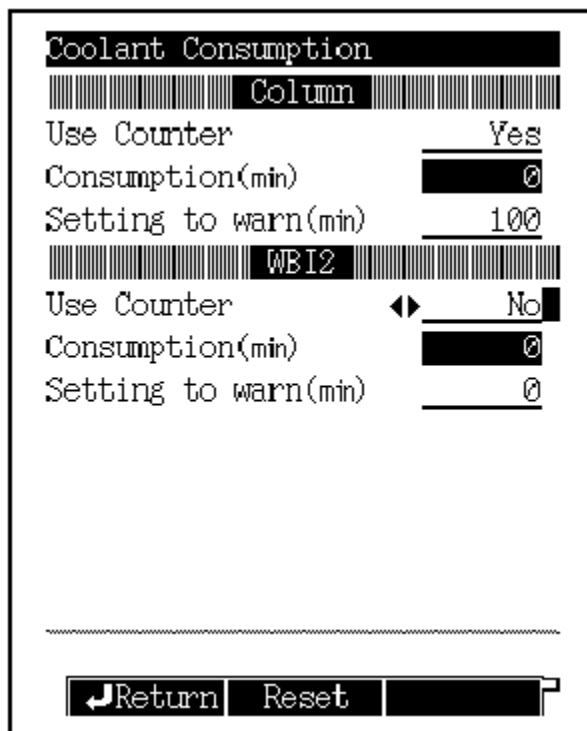 Coolant Consumption
Column
Use Counter Yes
Consumption(min) 0
Setting to warn(min) 100
WBI2
Use Counter No
Consumption(min) 0
Setting to warn(min) 0
Return Reset